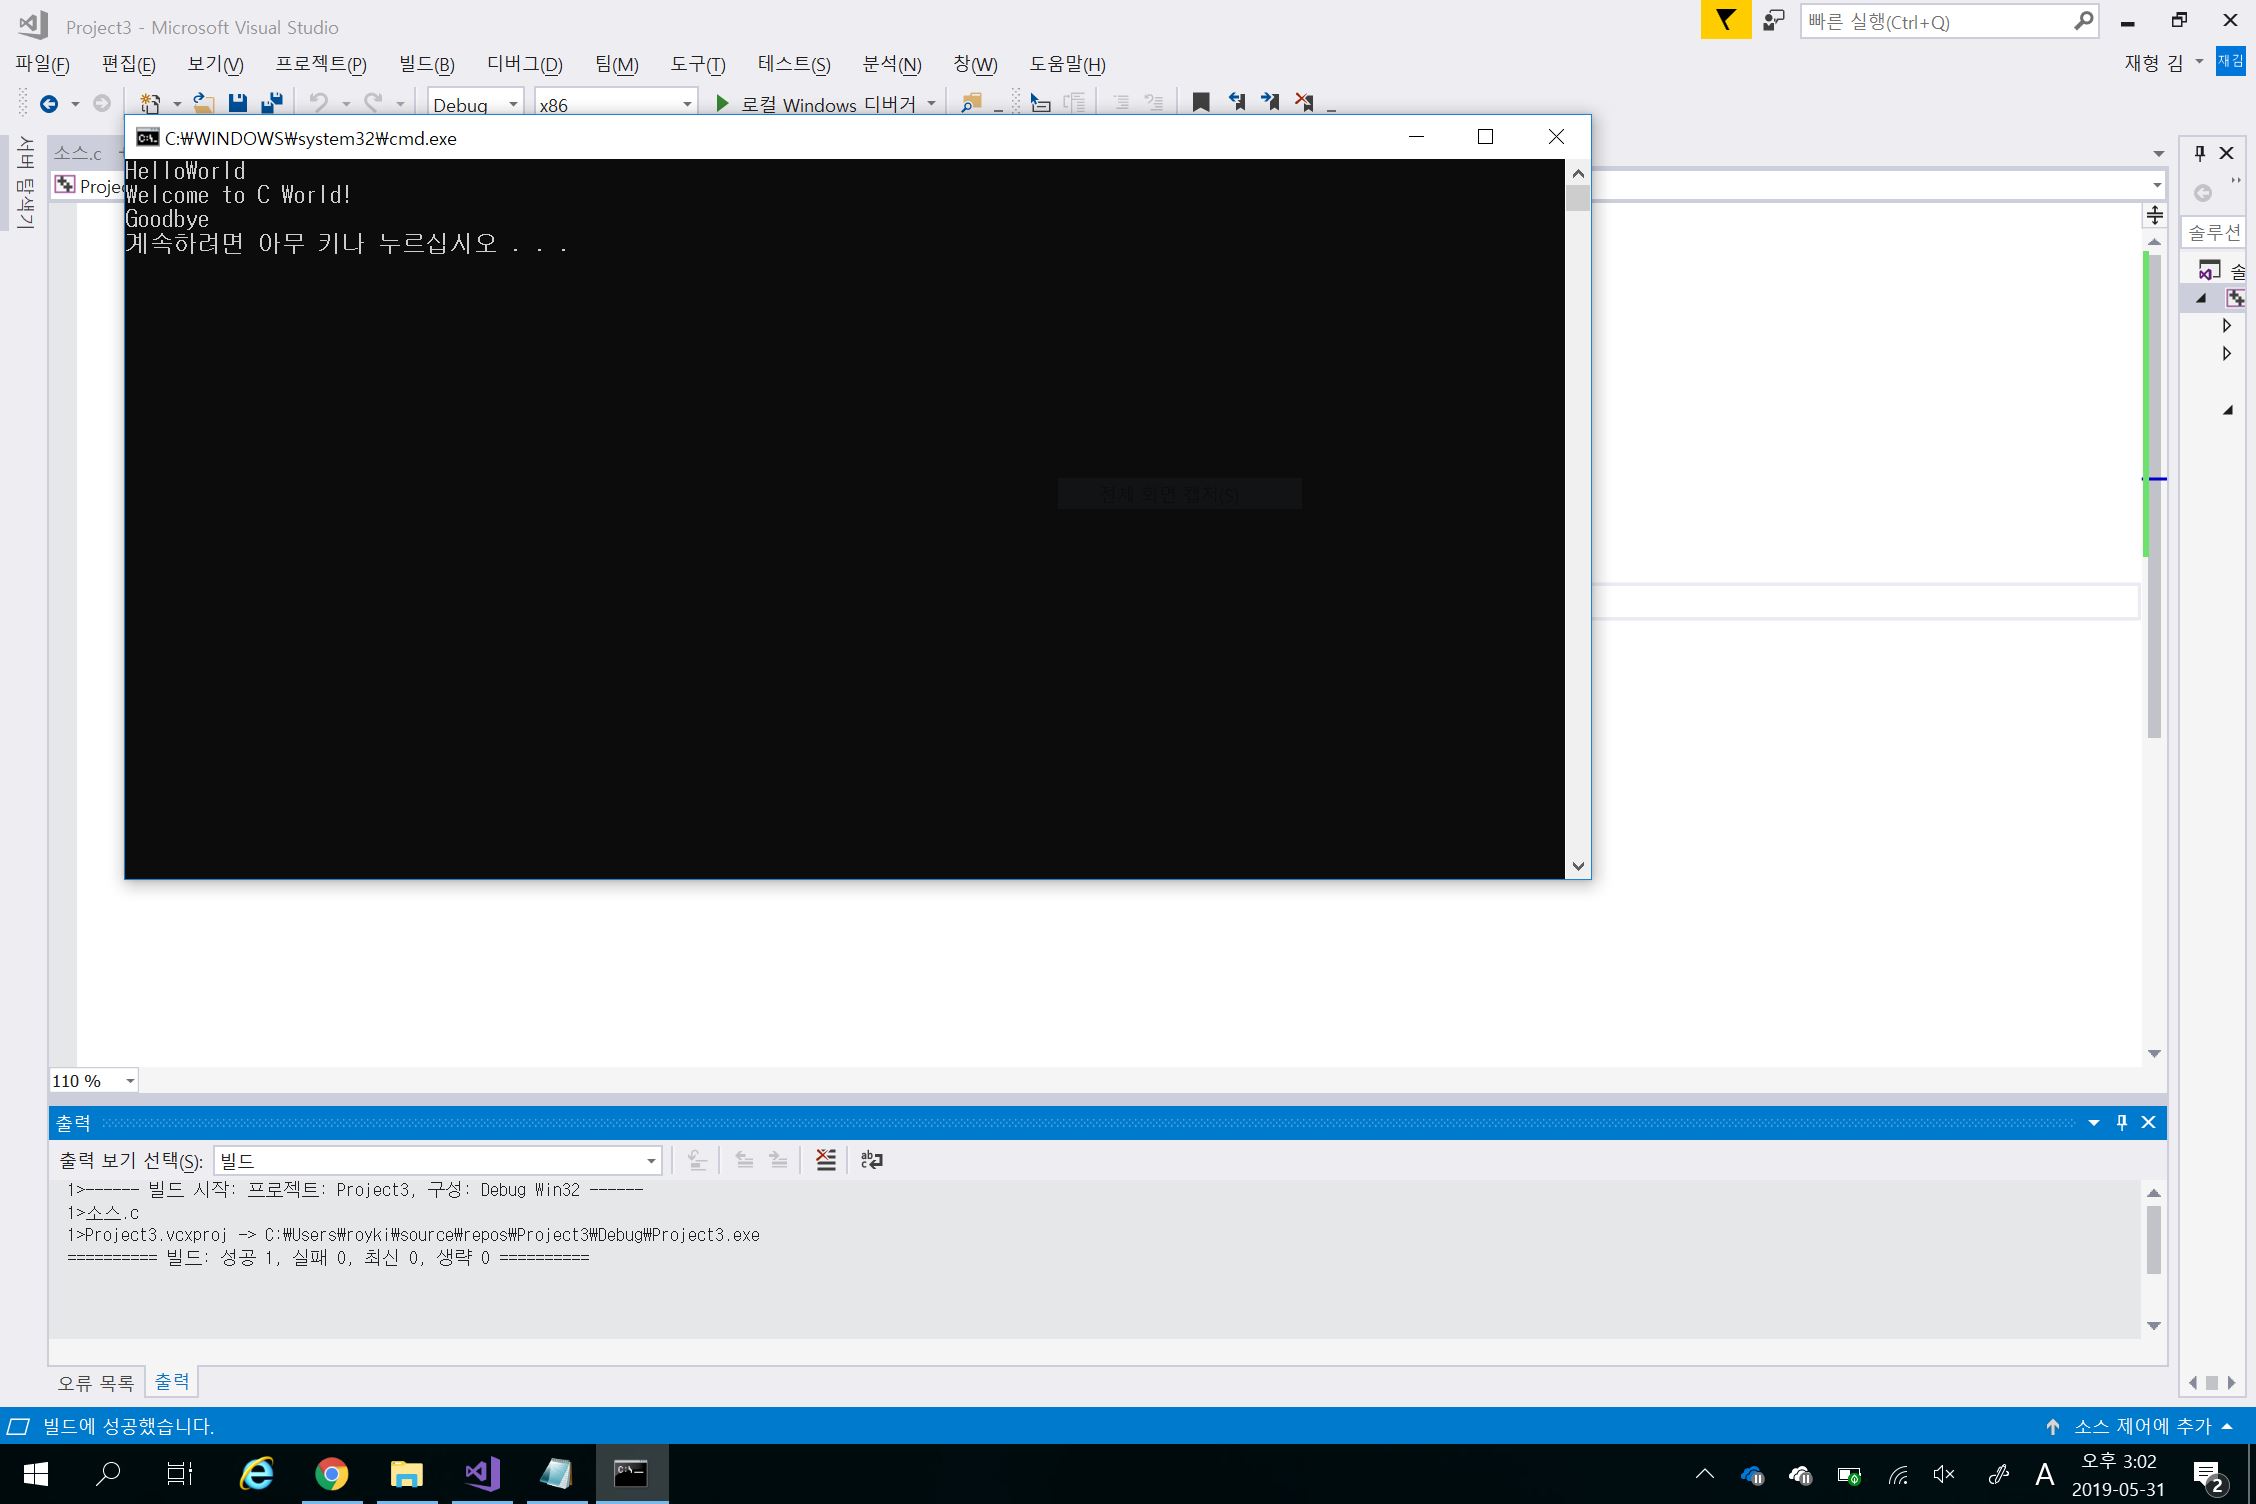 Project3 - Microsoft Visual Studio
빠른 실행(Ctrl+Q)
파일(F) 편집(E) 보기(V) 프로젝트(P) 빌드(B) 디버그(D) 팀(M) 도구(T) 테스트(S) 분석(N) 창(W) 도움말(H)
재형 김
재김
Debug x86 로컬 Windows 디버거
서버 탐색기
소스.c
Projec
C:₩WINDOWS₩system32₩cmd.exe
HelloWorld
Welcome to C World!
Goodbye
계속하려면 아무 키나 누르십시오 . . .
전체 화면 캡처(S)
솔루션
솔
110 %
출력
출력 보기 선택(S): 빌드
1>------ 빌드 시작: 프로젝트: Project3, 구성: Debug Win32 ------
1>소스.c
1>Project3.vcxproj -> C:₩Users₩royki₩source₩repos₩Project3₩Debug₩Project3.exe
========== 빌드: 성공 1, 실패 0, 최신 0, 생략 0 ==========
오류 목록 출력
빌드에 성공했습니다.
소스 제어에 추가
A
오후 3:02
2019-05-31
2